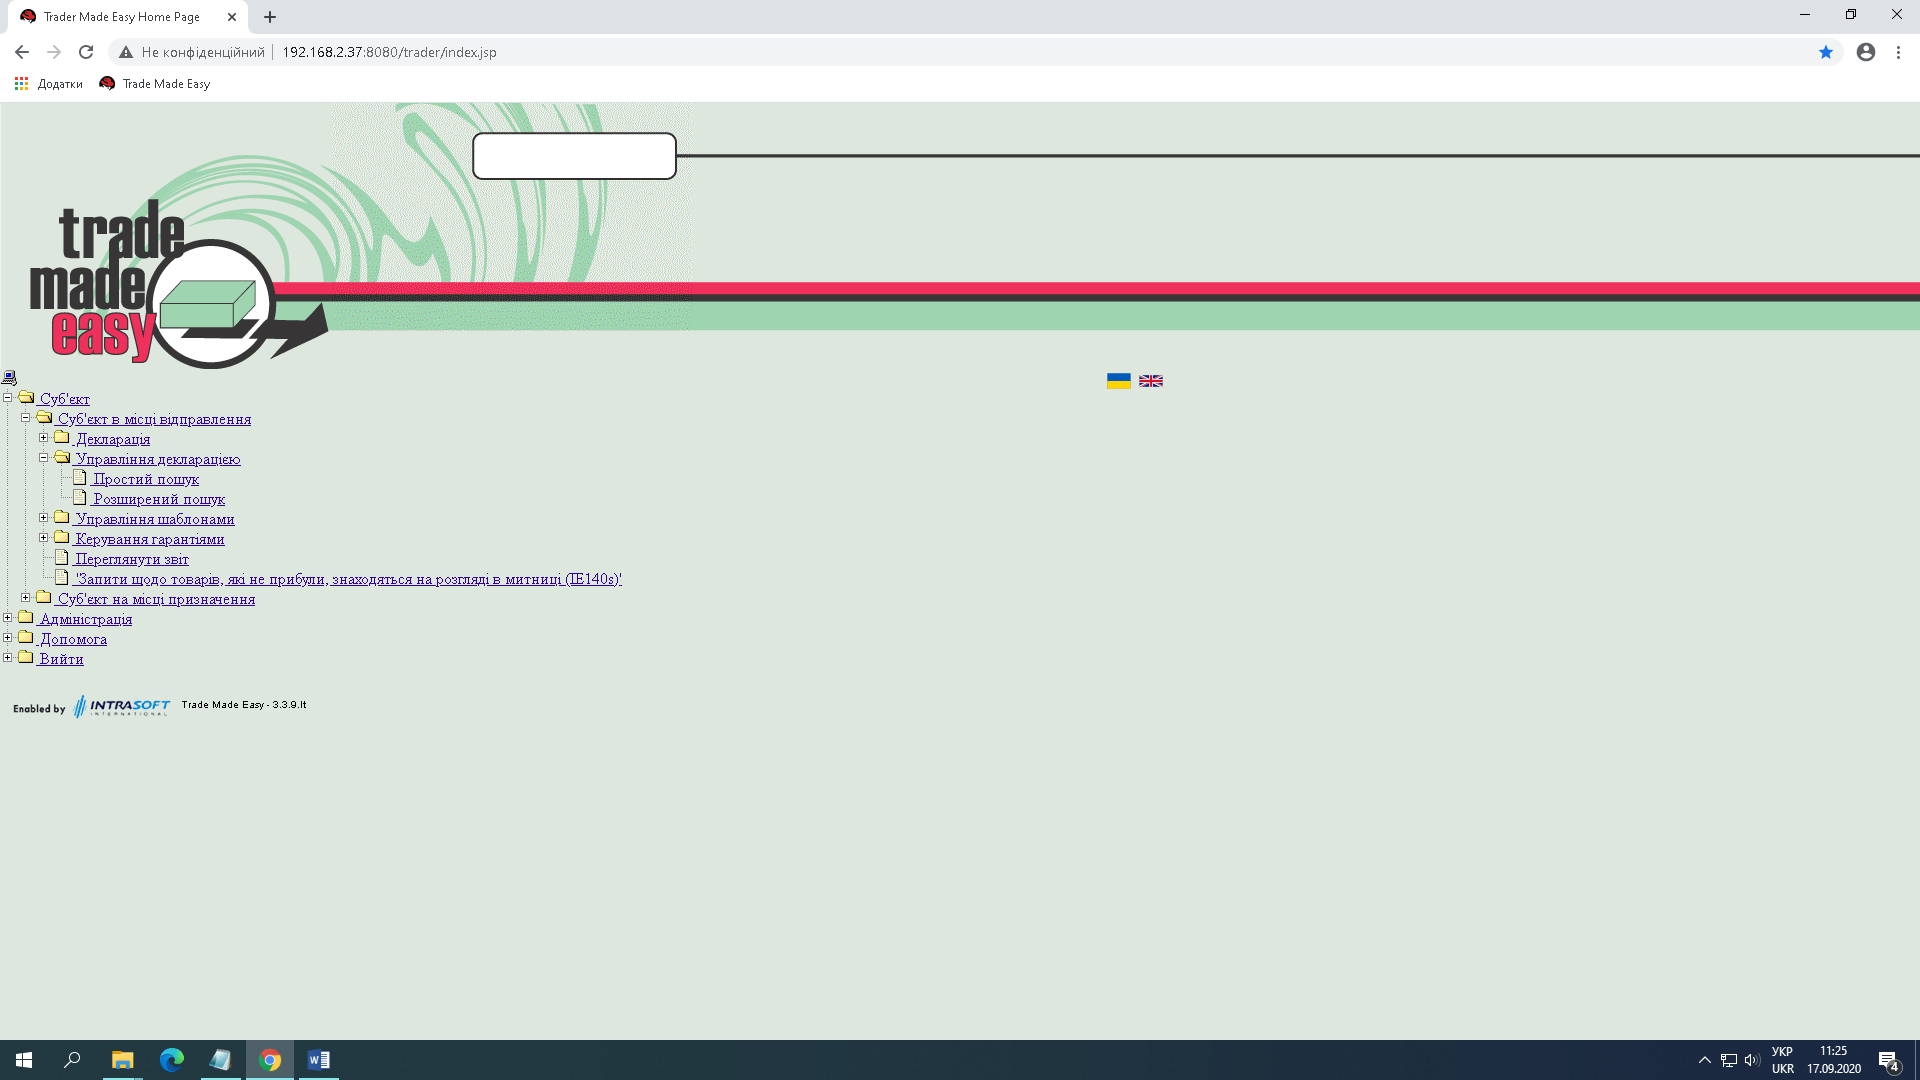 Trader Made Easy Home Page
Не конфіденційний
192.168.2.37:8080/trader/index.jsp
Додатки
Trade Made Easy
trade
made
easy
Суб'єкт
Суб'єкт в місці відправлення
Декларація
Управління декларацією
Простий пошук
Розширений пошук
Управління шаблонами
Керування гарантіями
Переглянути звіт
'Запити щодо товарів, які не прибули, знаходяться на розгляді в митниці (IE140s)'
Суб'єкт на місці призначення
Адміністрація
Допомога
Вийти
Enabled by INTRASOFT INTERNATIONAL Trade Made Easy - 3.3.9.lt
УКР
UKR
11:25
17.09.2020
4